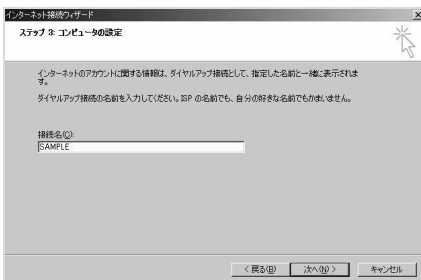 インターネット接続ウィザード
ステップ 3: コンピュータの設定
インターネットのアカウントに関する情報は、ダイヤルアップ接続として、指定した名前と一緒に表示されま
す。
ダイヤルアップ接続の名前を入力してください。ISP の名前でも、自分の好きな名前でもかまいません。
接続名(C):
SAMPLE
< 戻る(B)
次へ(N) >
キャンセル